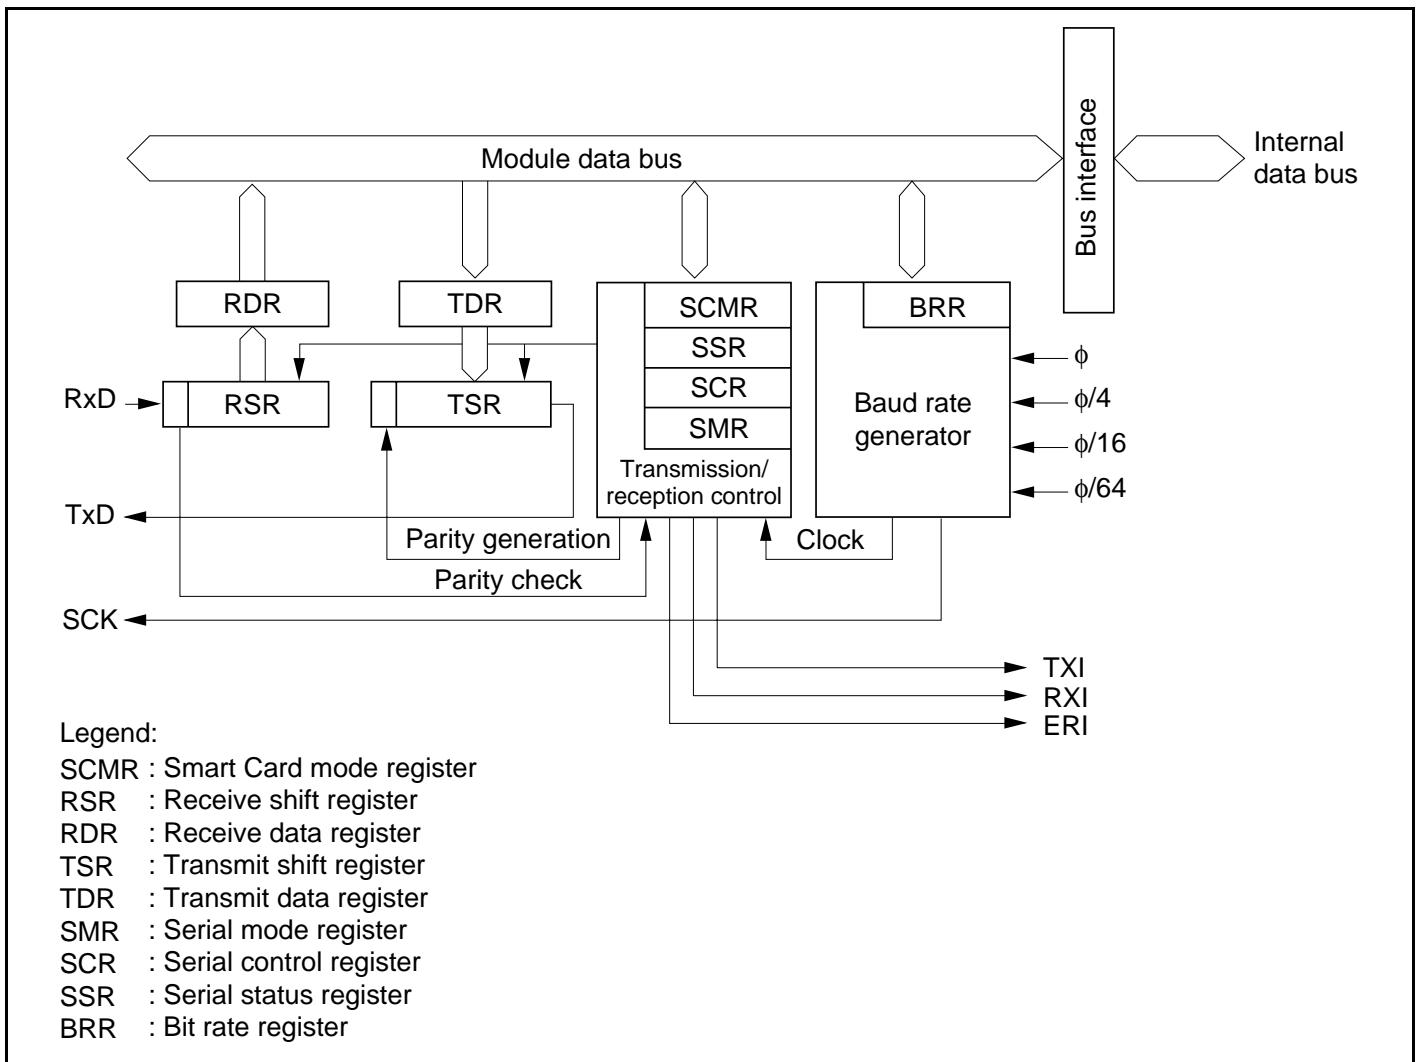 Bus interface
Internal
data bus
Module data bus
RDR
TDR
SCMR
BRR
SSR
SCR
SMR
RxD
RSR
TSR
Baud rate
generator
φ
φ/4
φ/16
φ/64
Transmission/
reception control
TxD
Parity generation
Clock
Parity check
SCK
TXI
RXI
ERI
Legend:
SCMR : Smart Card mode register
RSR : Receive shift register
RDR : Receive data register
TSR : Transmit shift register
TDR : Transmit data register
SMR : Serial mode register
SCR : Serial control register
SSR : Serial status register
BRR : Bit rate register